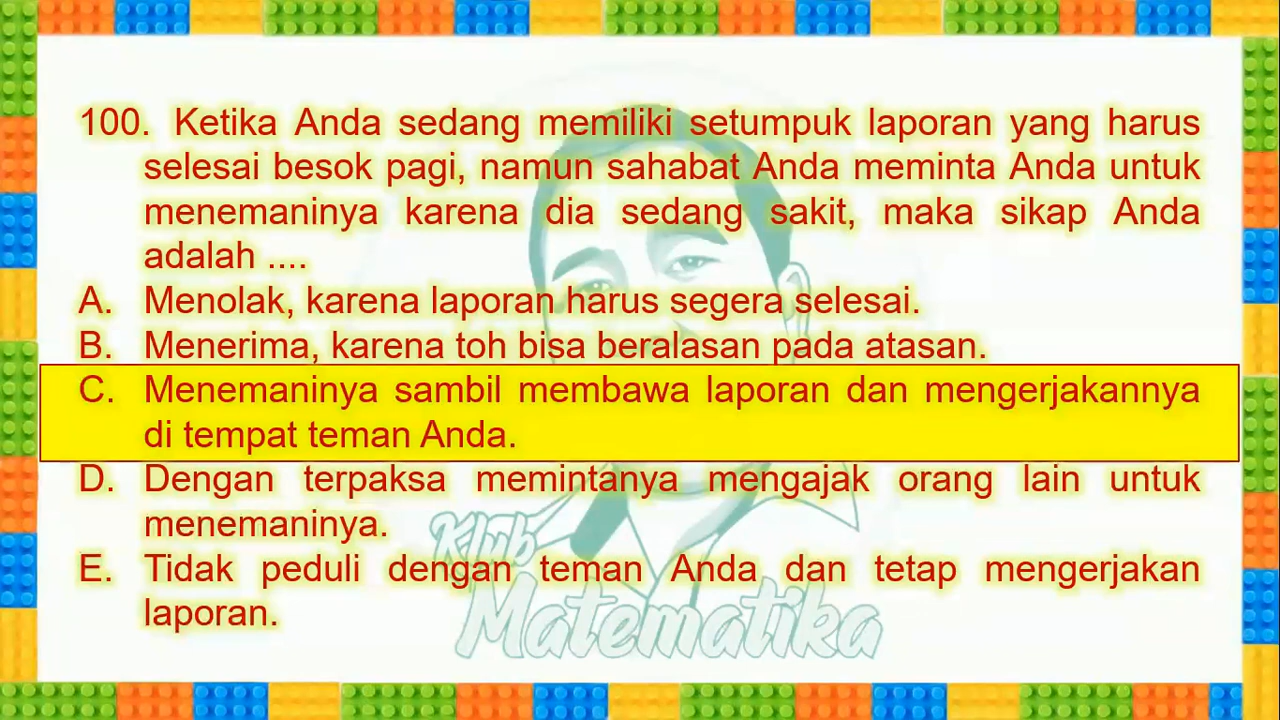 100. Ketika Anda sedang memiliki setumpuk laporan yang harus
selesai besok pagi, namun sahabat Anda meminta Anda untuk
menemaninya karena dia sedang sakit, maka sikap Anda
adalah ....
A. Menolak, karena laporan harus segera selesai.
B. Menerima, karena toh bisa beralasan pada atasan.
C. Menemaninya sambil membawa laporan dan mengerjakannya
di tempat teman Anda.
D. Dengan terpaksa memintanya mengajak orang lain untuk
menemaninya.
E. Tidak peduli dengan teman Anda dan tetap mengerjakan
laporan.
Klub
Matematika